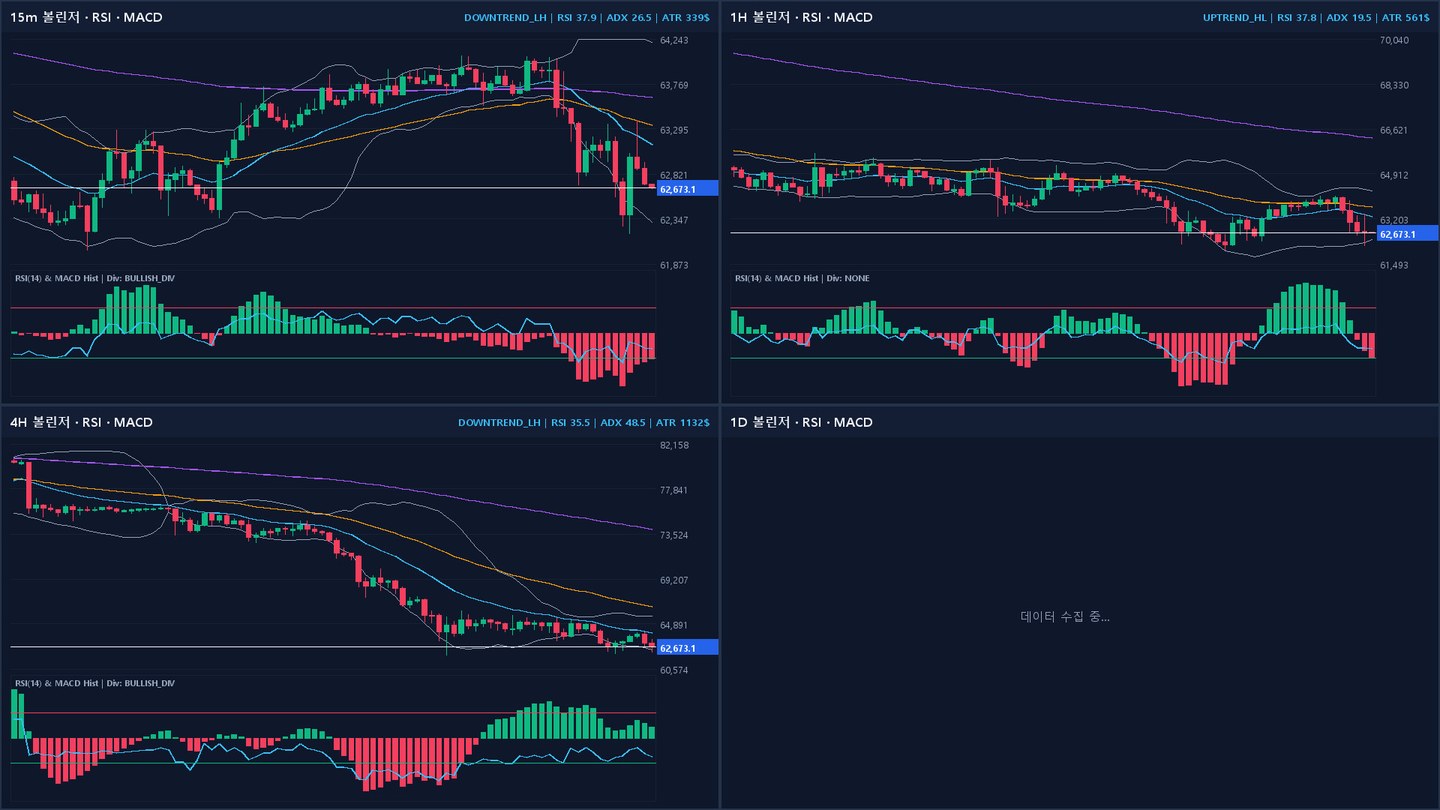 15m 볼린저 · RSI · MACD
DOWNTREND_LH | RSI 37.9 | ADX 26.5 | ATR 339$
64,243
63,769
63,295
62,821
62,673.1
62,347
61,873
RSI(14) & MACD Hist | Div: BULLISH_DIV
1H 볼린저 · RSI · MACD
UPTREND_HL | RSI 37.8 | ADX 19.5 | ATR 561$
70,040
68,330
66,621
64,912
63,203
62,673.1
61,493
RSI(14) & MACD Hist | Div: NONE
4H 볼린저 · RSI · MACD
DOWNTREND_LH | RSI 35.5 | ADX 48.5 | ATR 1132$
82,158
77,841
73,524
69,207
64,891
62,673.1
60,574
RSI(14) & MACD Hist | Div: BULLISH_DIV
1D 볼린저 · RSI · MACD
데이터 수집 중...